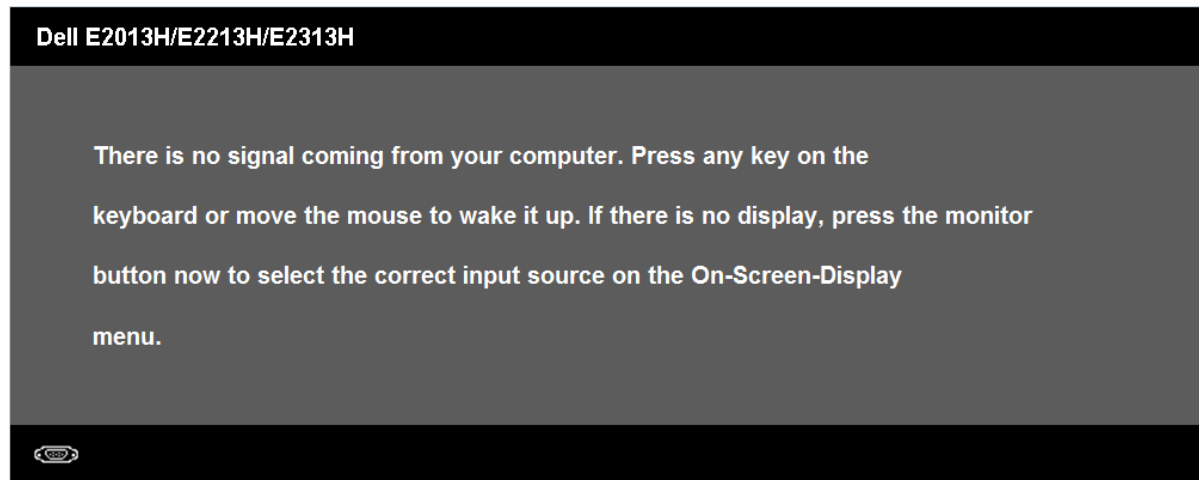 Dell E2013H/E2213H/E2313H
There is no signal coming from your computer. Press any key on the
keyboard or move the mouse to wake it up. If there is no display, press the monitor
button now to select the correct input source on the On-Screen-Display
menu.